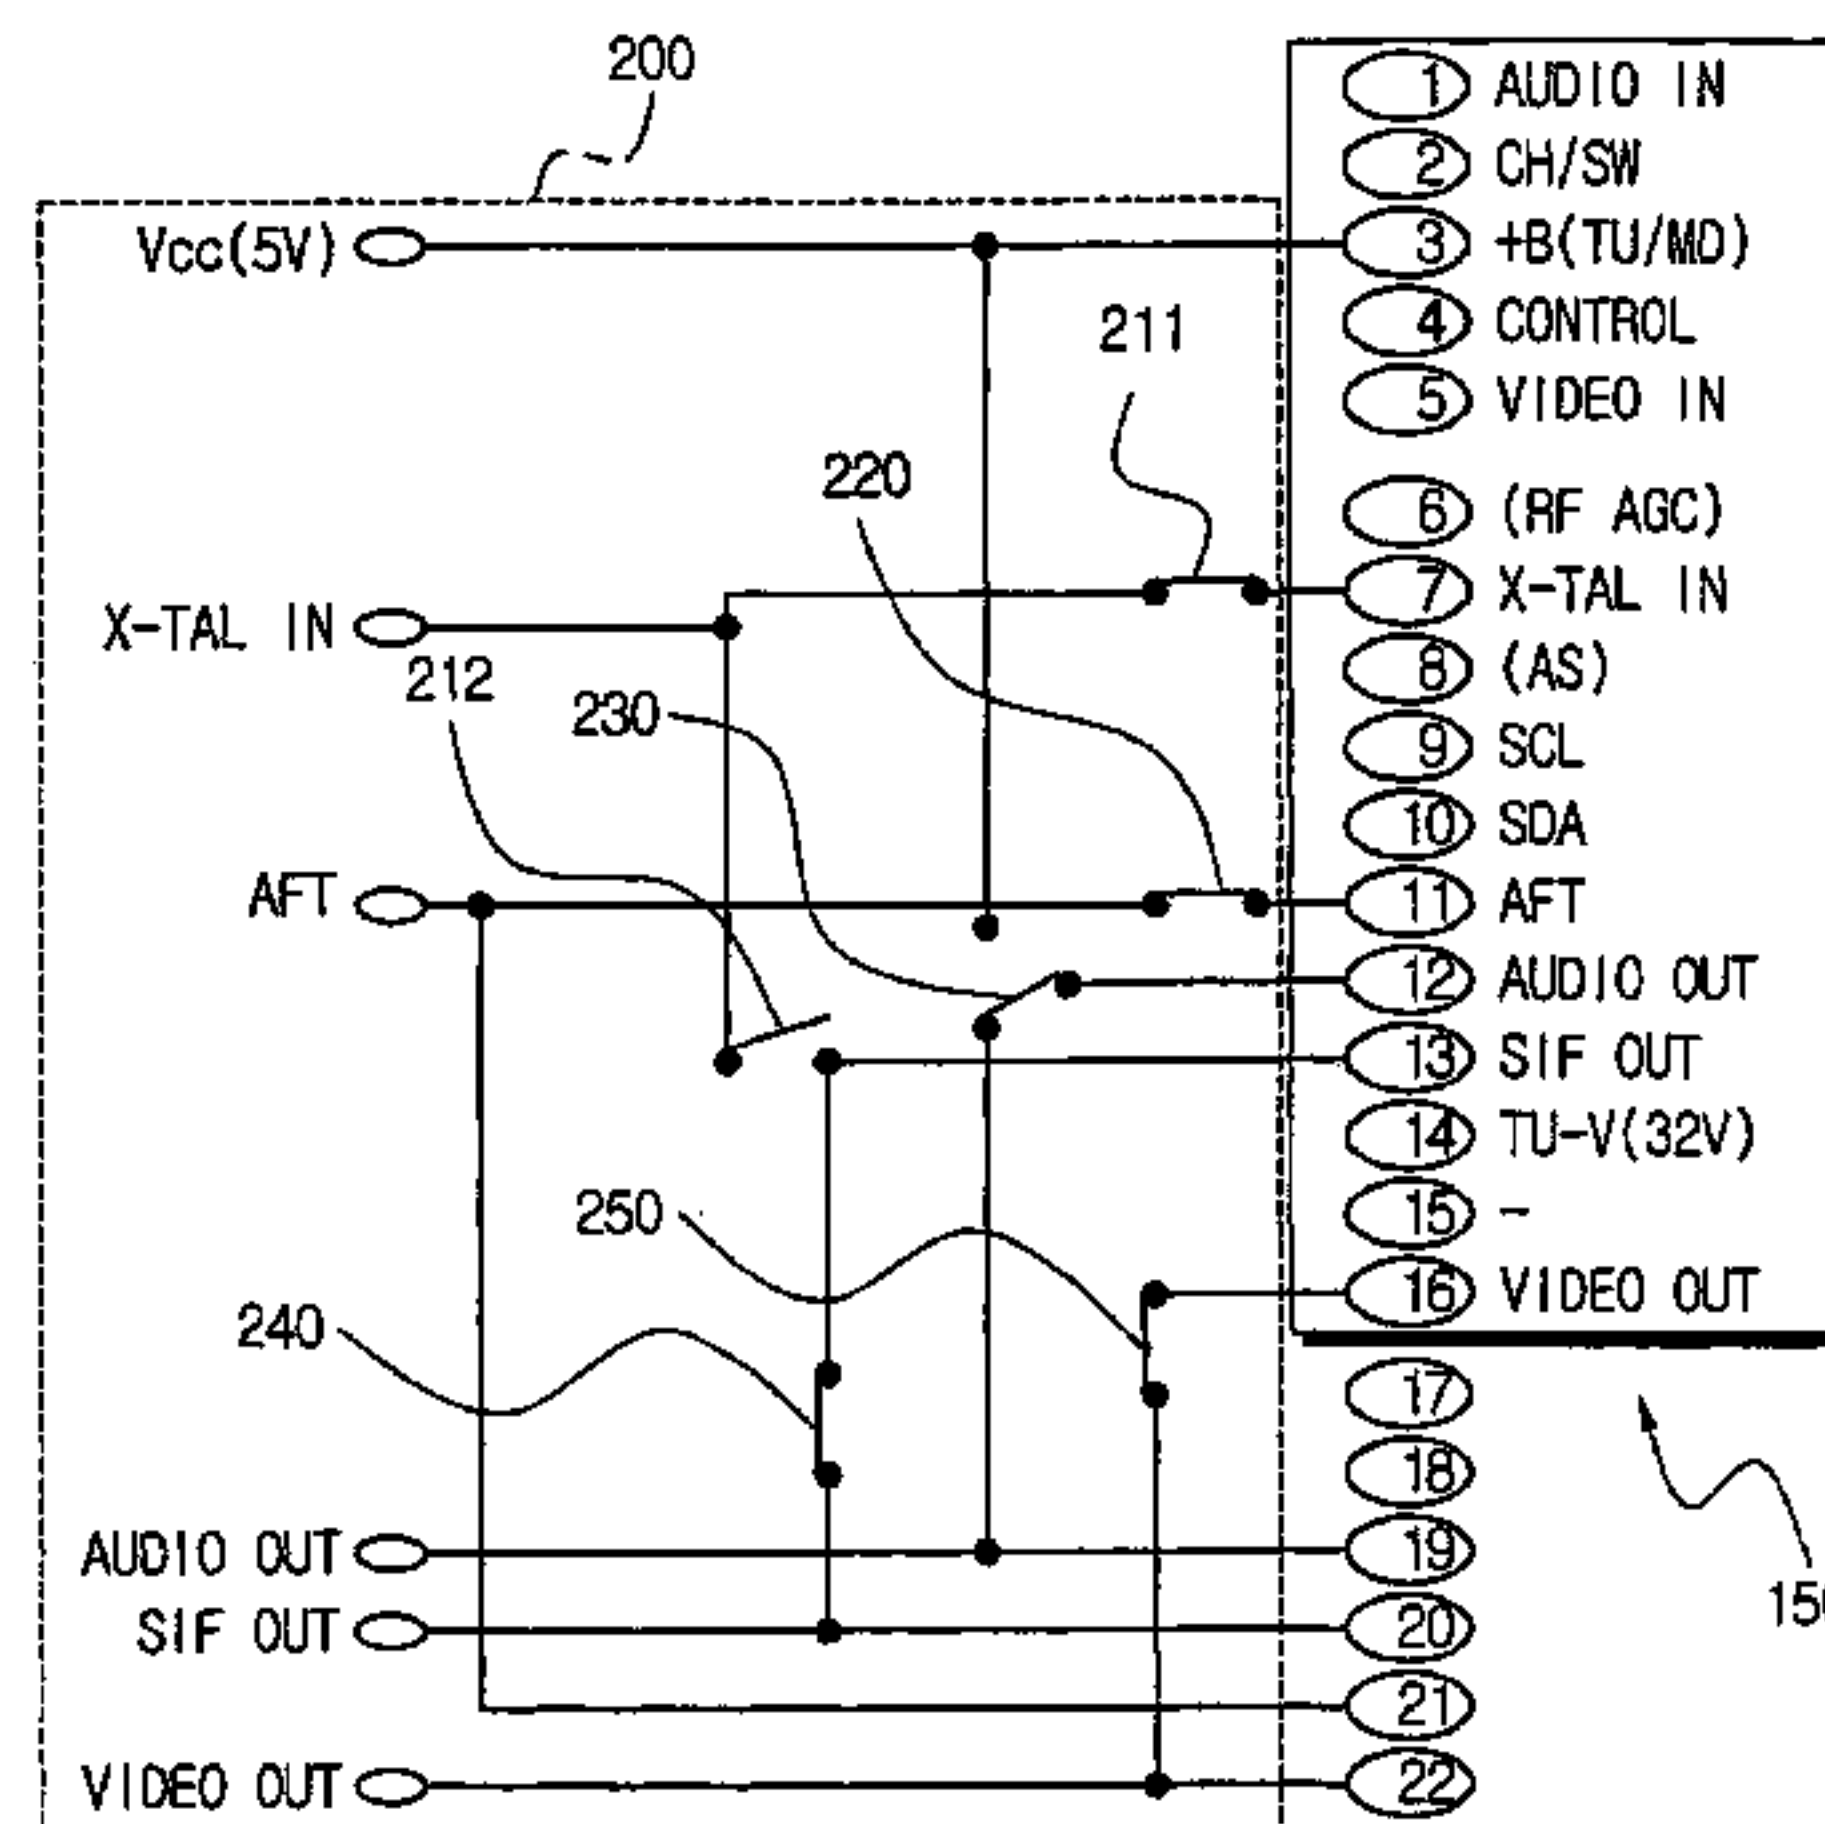 200
1 AUDIO IN
2 CH/SW
Vcc(5V) 3 +B(TU/MD)
211
4 CONTROL
5 VIDEO IN
220
6 (RF AGC)
7 X-TAL IN
X-TAL IN
212
8 (AS)
230
9 SCL
10 SDA
AFT 11 AFT
12 AUDIO OUT
13 SIF OUT
14 TU-V(32V)
250
15 -
16 VIDEO OUT
240
17
18
AUDIO OUT 19
SIF OUT 20
21
VIDEO OUT 22